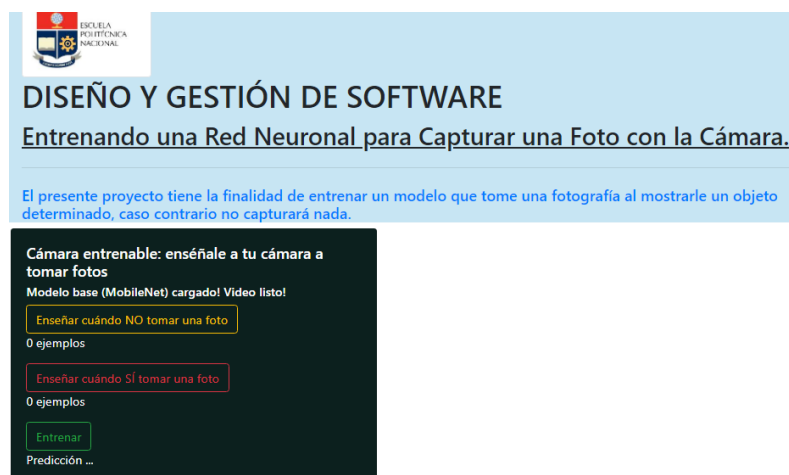 ESCUELA
POLITÉCNICA
NACIONAL
DISEÑO Y GESTIÓN DE SOFTWARE
Entrenando una Red Neuronal para Capturar una Foto con la Cámara.
El presente proyecto tiene la finalidad de entrenar un modelo que tome una fotografía al mostrarle un objeto
determinado, caso contrario no capturará nada.
Cámara entrenable: enséñale a tu cámara a
tomar fotos
Modelo base (MobileNet) cargado! Video listo!
Enseñar cuándo NO tomar una foto
0 ejemplos
Enseñar cuándo SÍ tomar una foto
0 ejemplos
Entrenar
Predicción ...